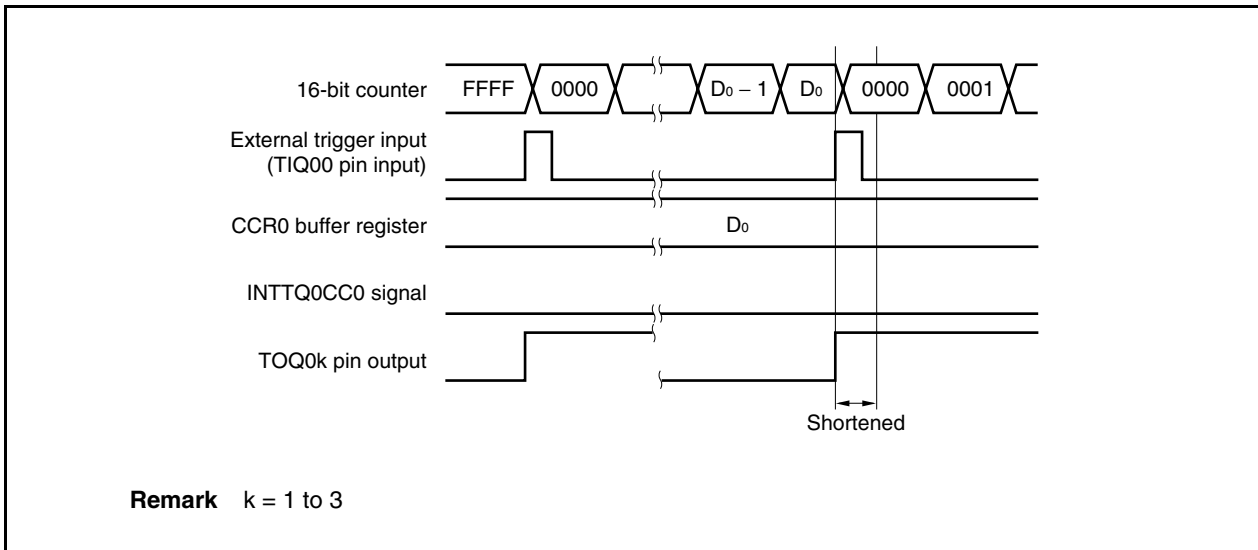 16-bit counter FFFF 0000 D0 − 1 D0 0000 0001
External trigger input
(TIQ00 pin input)
CCR0 buffer register D0
INTTQ0CC0 signal
TOQ0k pin output
Shortened
Remark k = 1 to 3